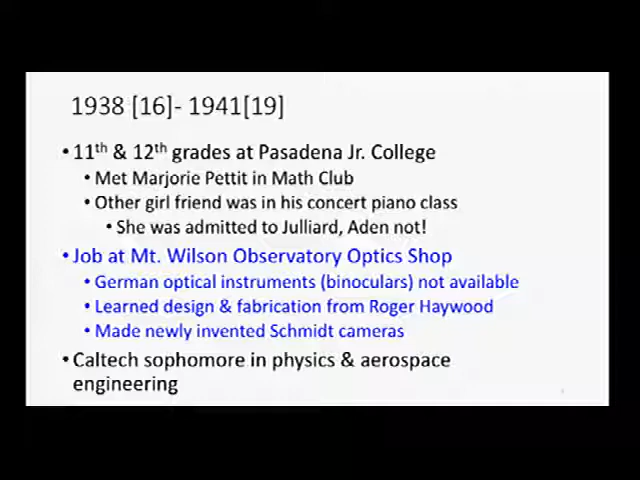 1938 [16]- 1941[19]
• 11th & 12th grades at Pasadena Jr. College
• Met Marjorie Pettit in Math Club
• Other girl friend was in his concert piano class
• She was admitted to Julliard, Aden not!
• Job at Mt. Wilson Observatory Optics Shop
• German optical instruments (binoculars) not available
• Learned design & fabrication from Roger Haywood
• Made newly invented Schmidt cameras
• Caltech sophomore in physics & aerospace
engineering